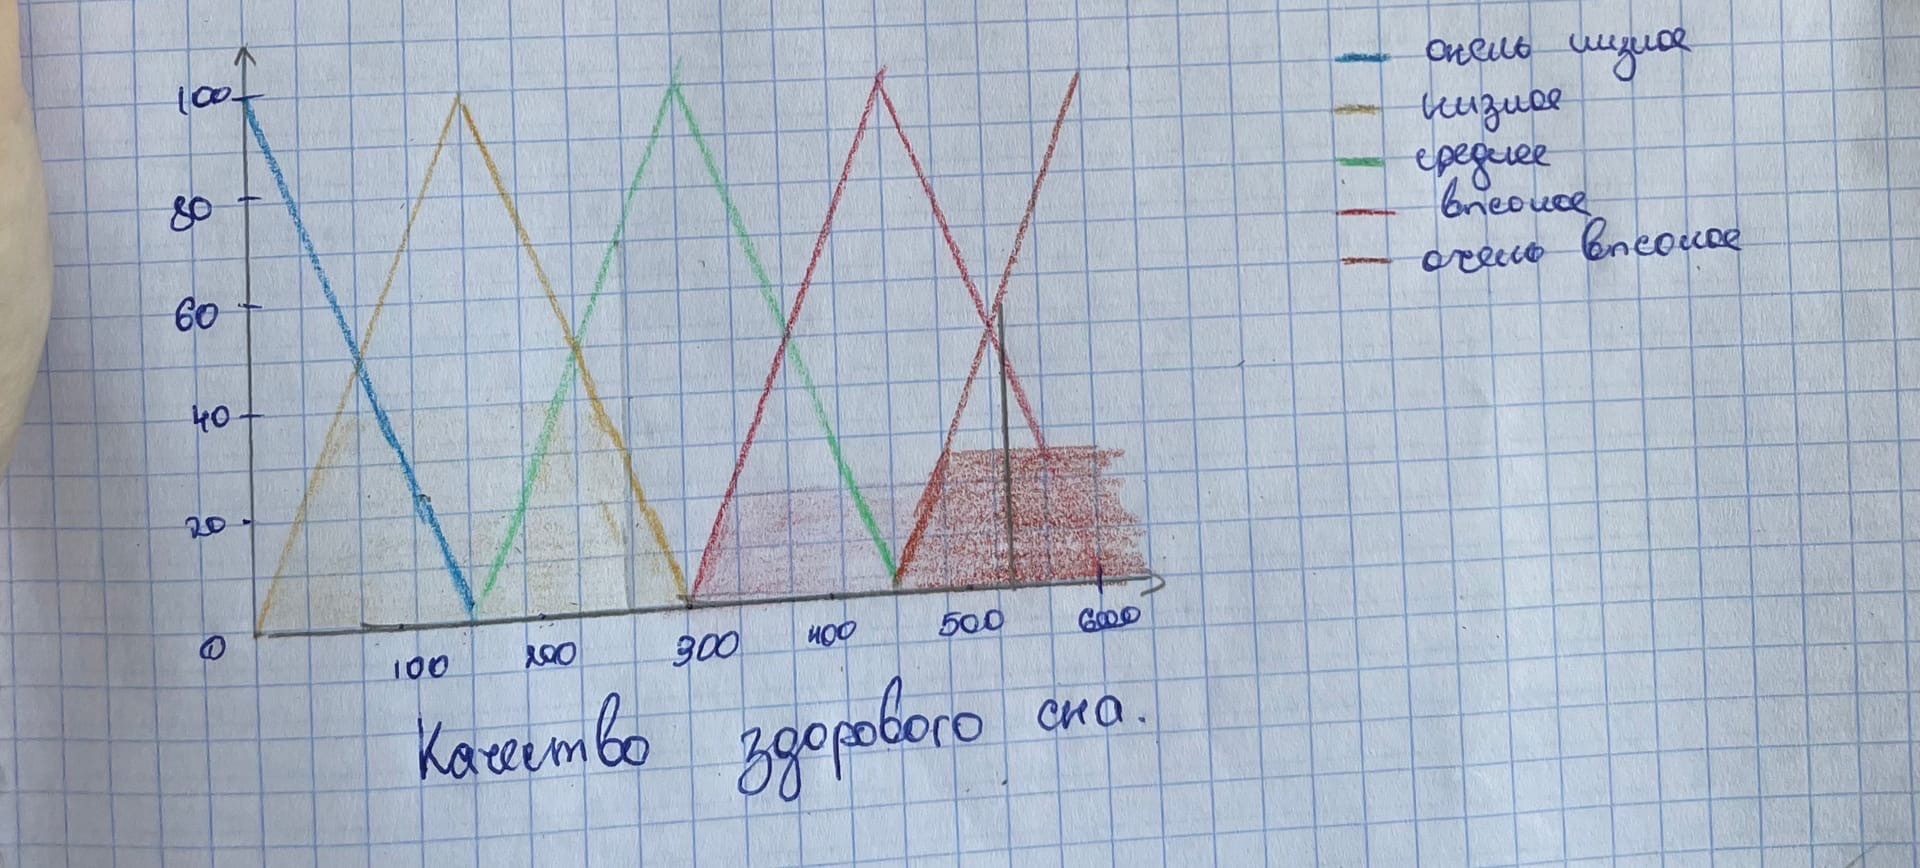 100
80
60
40
20
0
100 200 300 400 500 6000
очень низкое
низкое
среднее
высокое
очень высокое
Качество здорового сна.